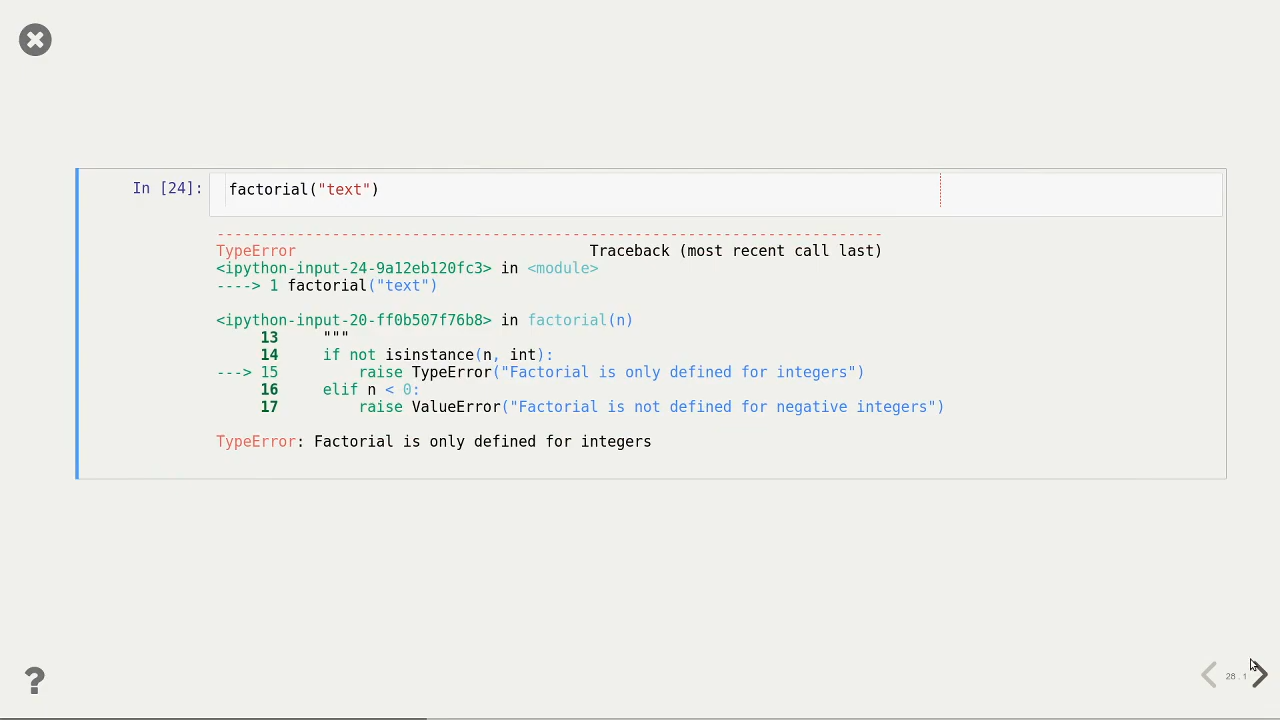 In [24]: factorial("text")
---------------------------------------------------------------------------
TypeError                                 Traceback (most recent call last)
<ipython-input-24-9a12eb120fc3> in <module>
----> 1 factorial("text")
<ipython-input-20-ff0b507f76b8> in factorial(n)
     13     """
     14     if not isinstance(n, int):
---> 15         raise TypeError("Factorial is only defined for integers")
     16     elif n < 0:
     17         raise ValueError("Factorial is not defined for negative integers")
TypeError: Factorial is only defined for integers
?
28 . 1